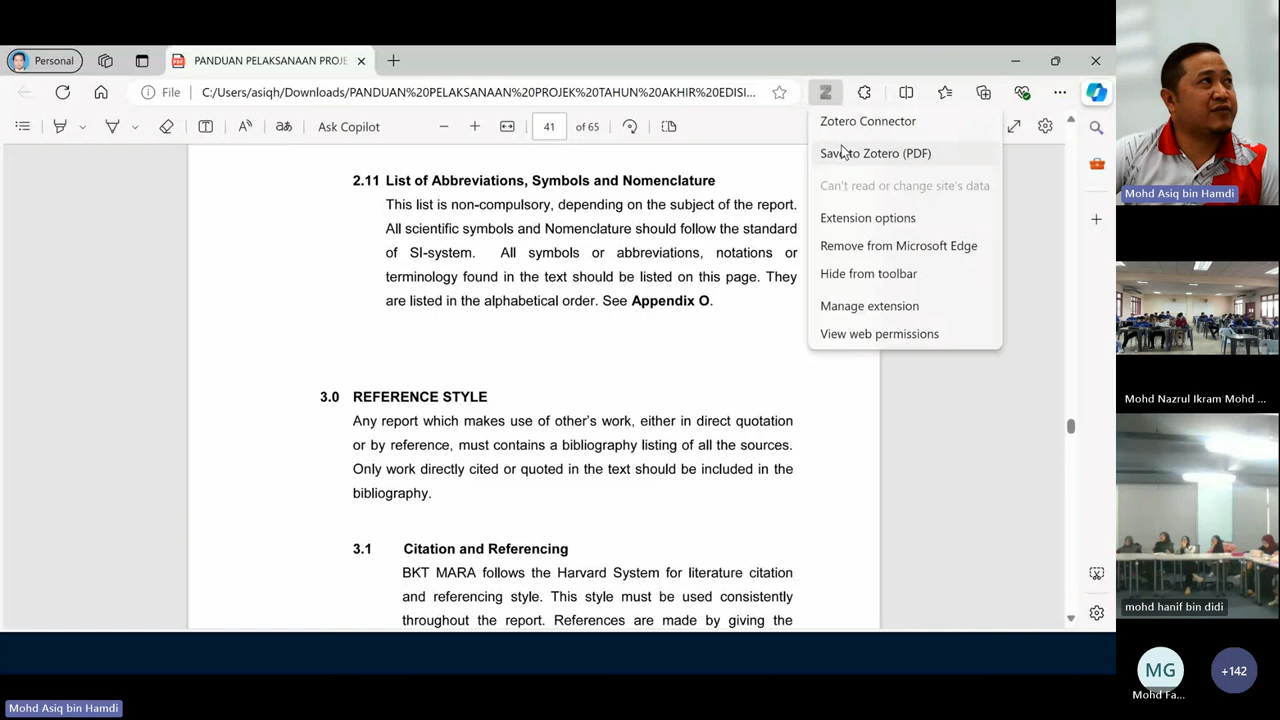 Personal
PANDUAN PELAKSANAAN PROJE
File
C:/Users/asiqh/Downloads/PANDUAN%20PELAKSANAAN%20PROJEK%20TAHUN%20AKHIR%20EDISI...
Ask Copilot
41
of 65
Zotero Connector
Save to Zotero (PDF)
Can't read or change site's data
Extension options
Remove from Microsoft Edge
Hide from toolbar
Manage extension
View web permissions
2.11 List of Abbreviations, Symbols and Nomenclature
This list is non-compulsory, depending on the subject of the report.
All scientific symbols and Nomenclature should follow the standard
of SI-system. All symbols or abbreviations, notations or
terminology found in the text should be listed on this page. They
are listed in the alphabetical order. See Appendix O.
3.0 REFERENCE STYLE
Any report which makes use of other's work, either in direct quotation
or by reference, must contains a bibliography listing of all the sources.
Only work directly cited or quoted in the text should be included in the
bibliography.
3.1 Citation and Referencing
BKT MARA follows the Harvard System for literature citation
and referencing style. This style must be used consistently
throughout the report. References are made by giving the
Mohd Asiq bin Hamdi
Mohd Nazrul Ikram Mohd ...
mohd hanif bin didi
MG
Mohd Fa...
+142
Mohd Asiq bin Hamdi